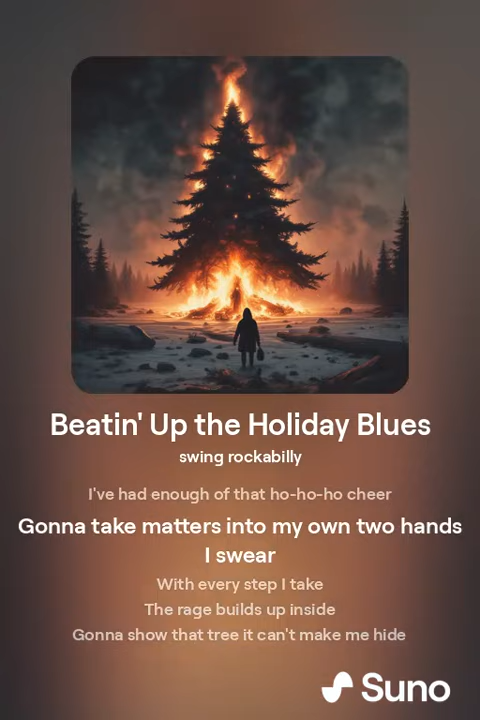 Beatin' Up the Holiday Blues
swing rockabilly
I've had enough of that ho-ho-ho cheer
Gonna take matters into my own two hands
I swear
With every step I take
The rage builds up inside
Gonna show that tree it can't make me hide
Suno